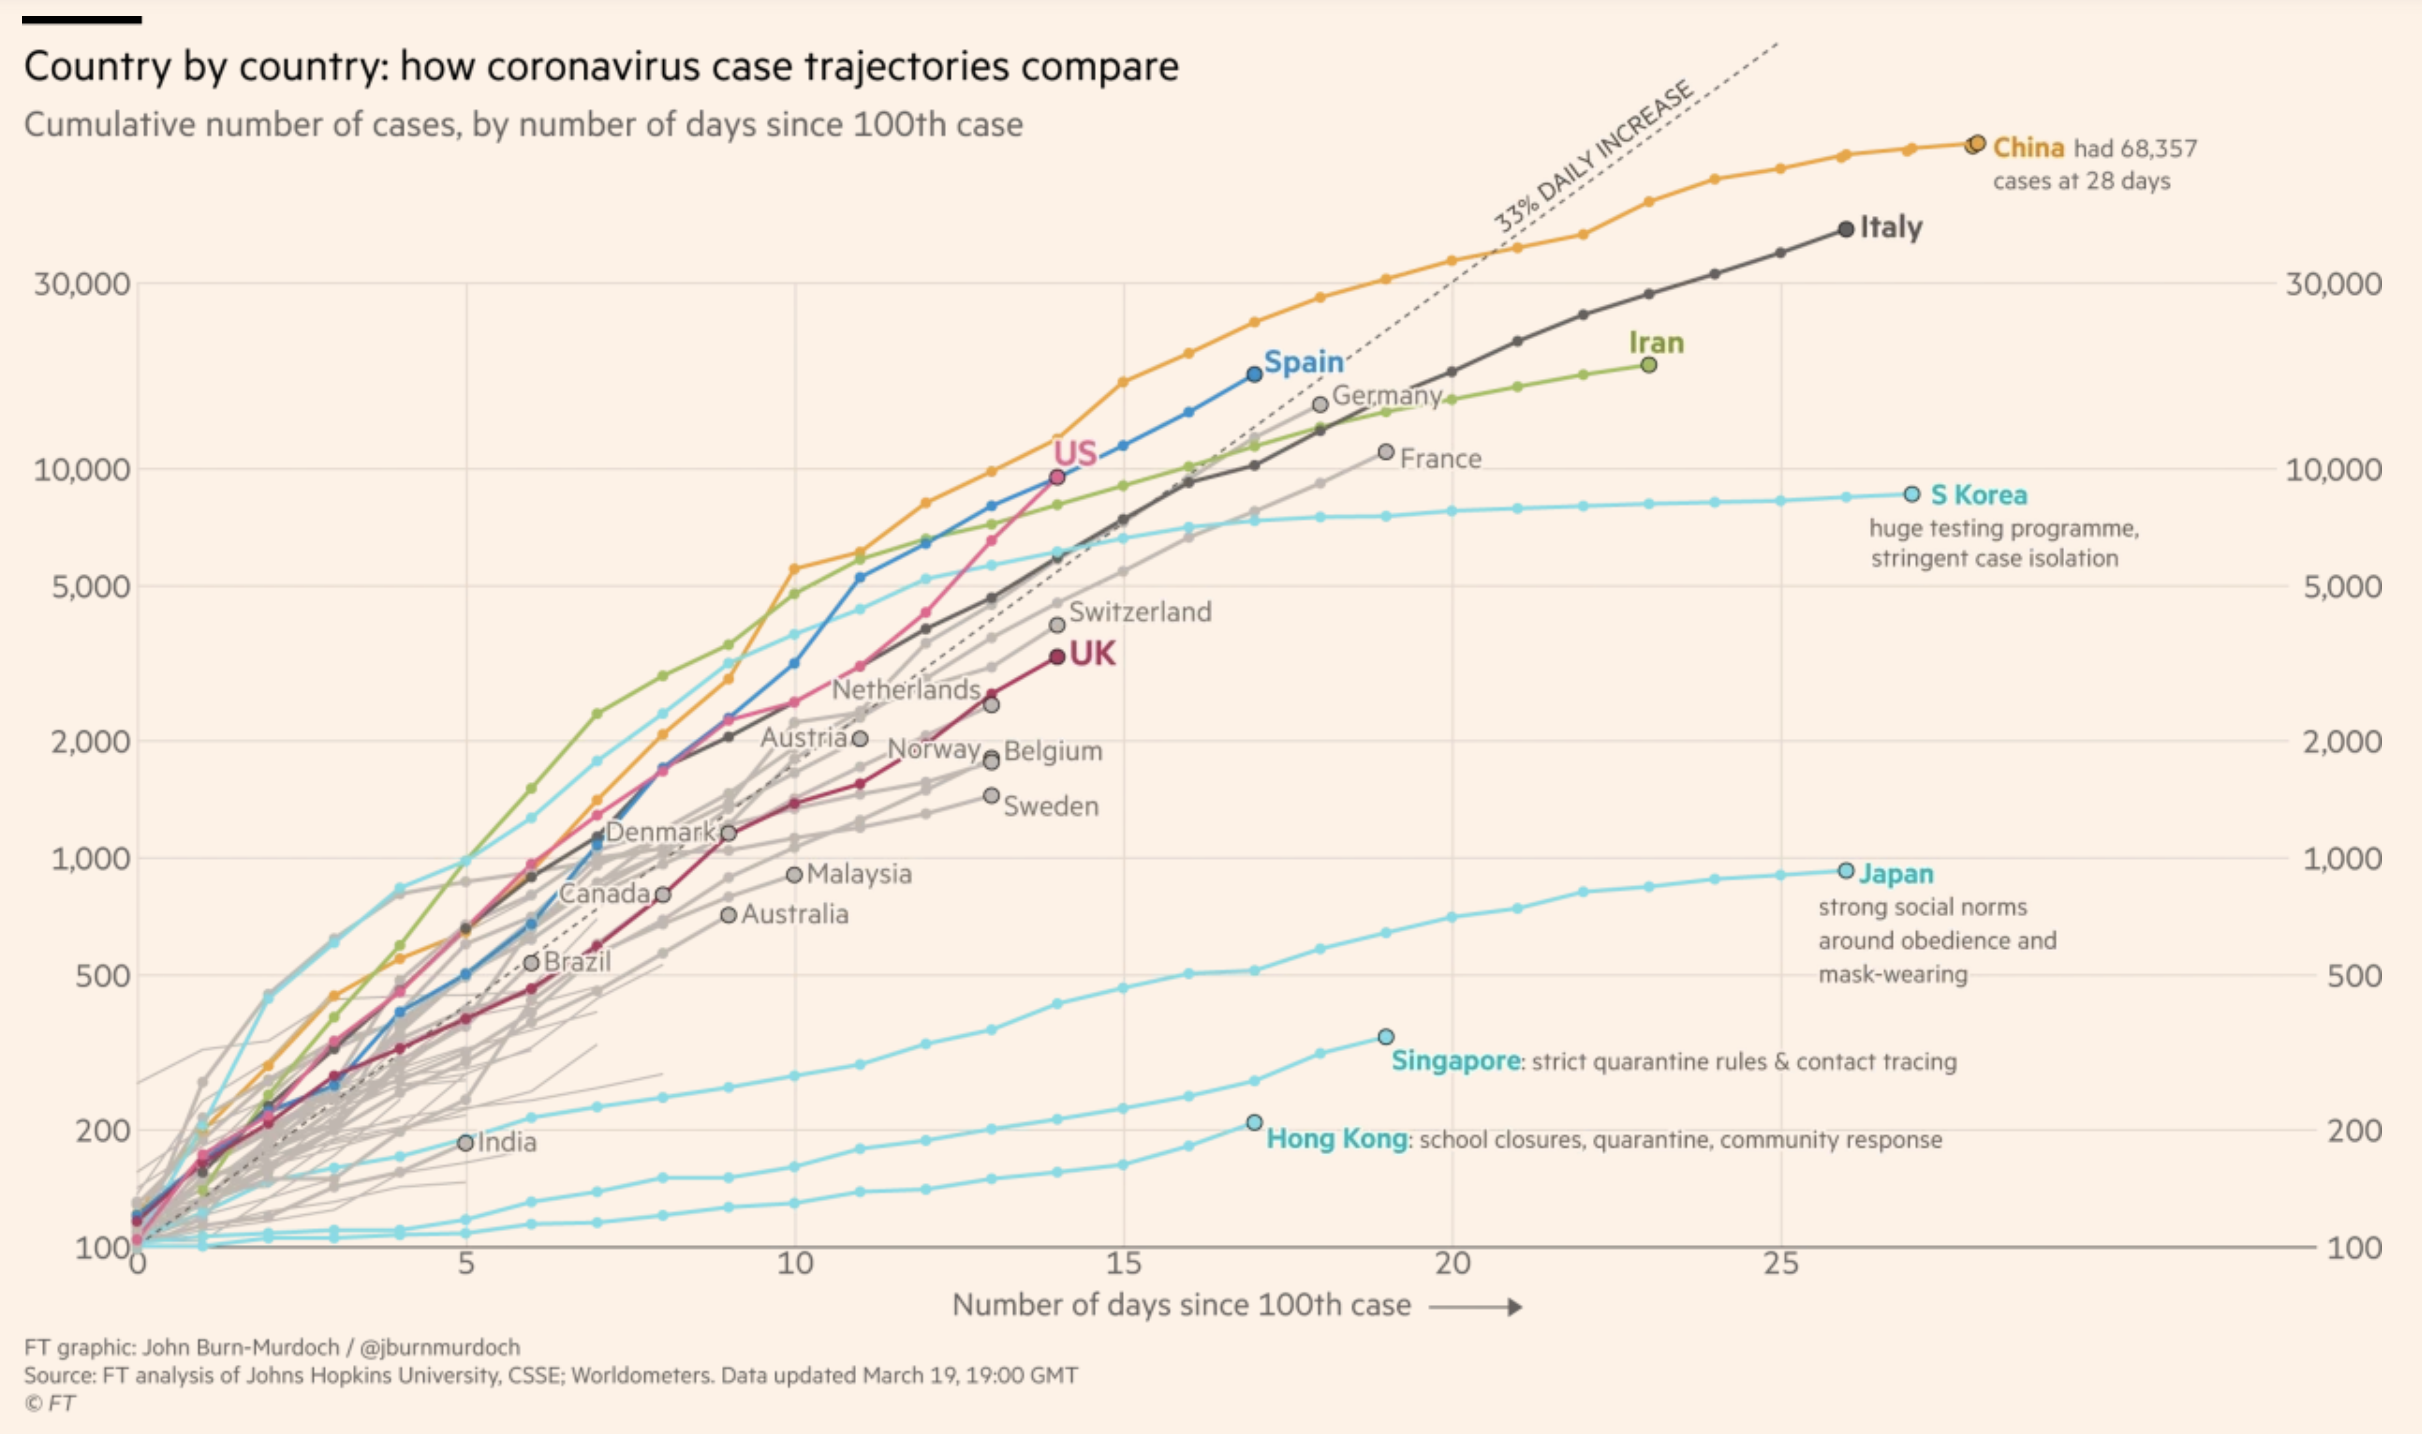 Country by country: how coronavirus case trajectories compare
Cumulative number of cases, by number of days since 100th case
33% DAILY INCREASE
China had 68,357
cases at 28 days
Italy
30,000
30,000
Iran
Spain
Germany
US
France
10,000
10,000
S Korea
huge testing programme,
stringent case isolation
5,000
5,000
Switzerland
UK
Netherlands
Austria
Norway
Belgium
2,000
2,000
Sweden
Denmark
1,000
1,000
Malaysia
Canada
Australia
Japan
strong social norms
around obedience and
mask-wearing
Brazil
500
500
Singapore: strict quarantine rules & contact tracing
200
200
India
Hong Kong: school closures, quarantine, community response
100
100
0
5
10
15
20
25
Number of days since 100th case
FT graphic: John Burn-Murdoch / @jburnmurdoch
Source: FT analysis of Johns Hopkins University, CSSE; Worldometers. Data updated March 19, 19:00 GMT
© FT